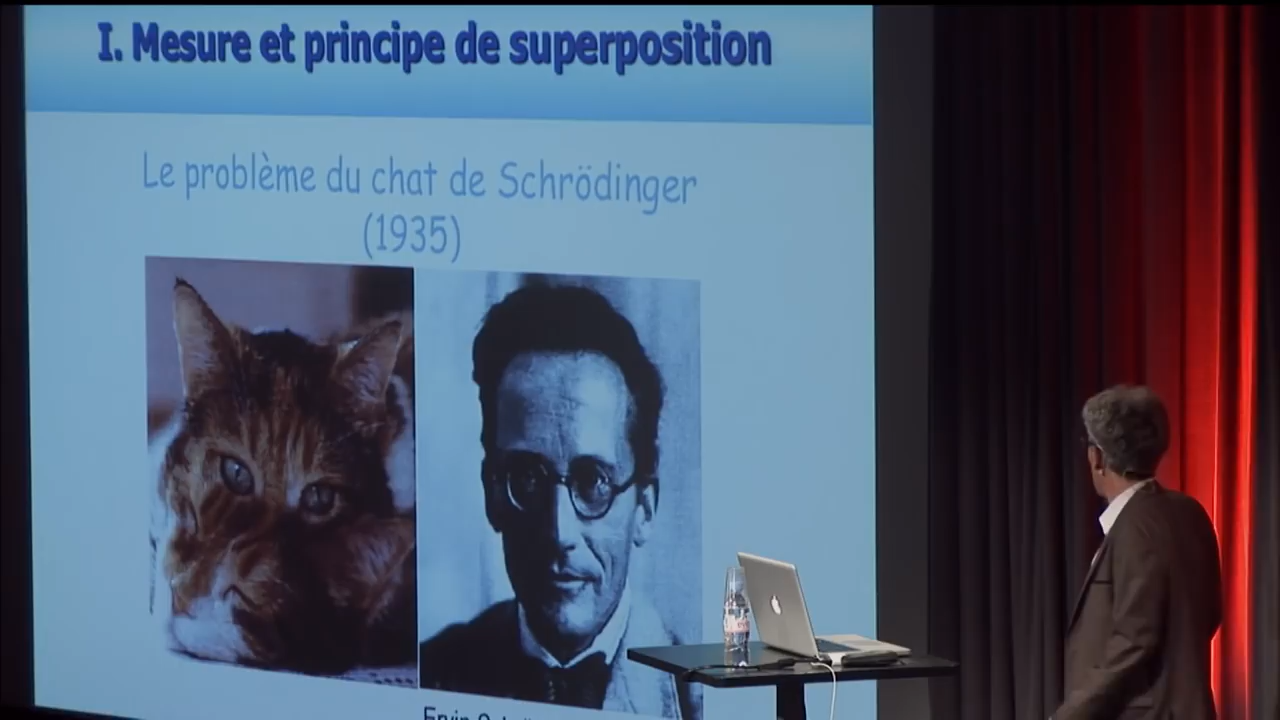 I. Mesure et principe de superposition
Le problème du chat de Schrödinger
(1935)